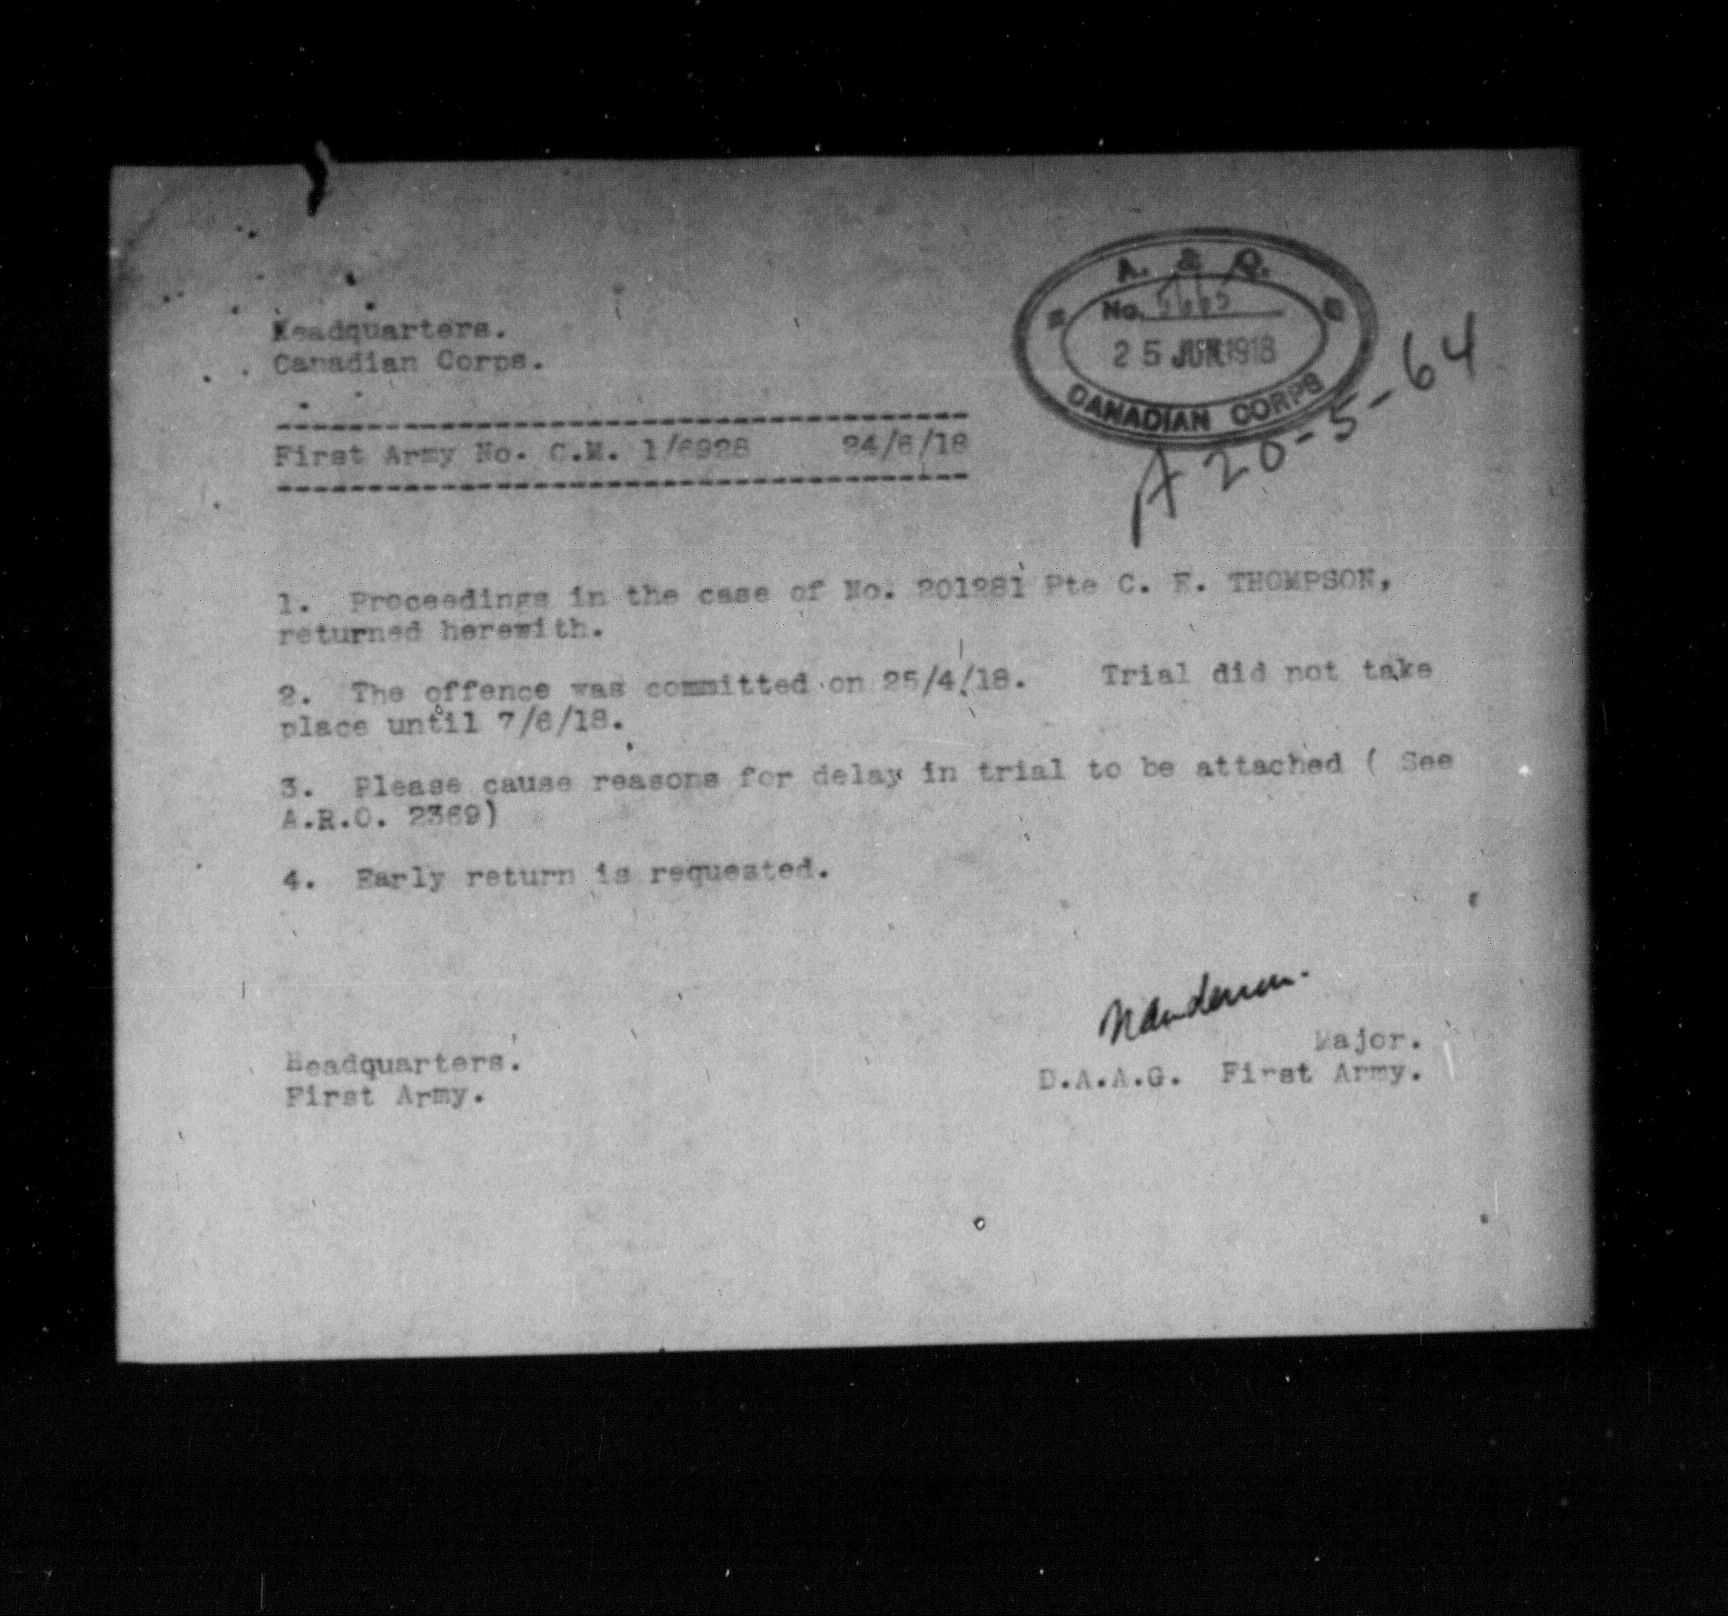 A. & Q.
No.
25 JUN 1918
CANADIAN CORPS
A 20-5-64
Headquarters.
Canadian Corps.
First Army No. C.M. 1/6928 24/6/18
1. Proceedings in the case of No. 201281 Pte C. E. THOMPSON,
returned herewith.
2. The offence was committed on 25/4/18. Trial did not take
place until 7/6/18.
3. Please cause reasons for delay in trial to be attached ( See
A.R.O. 2369)
4. Early return is requested.
Major.
Headquarters.
First Army.
D.A.A.G. First Army.